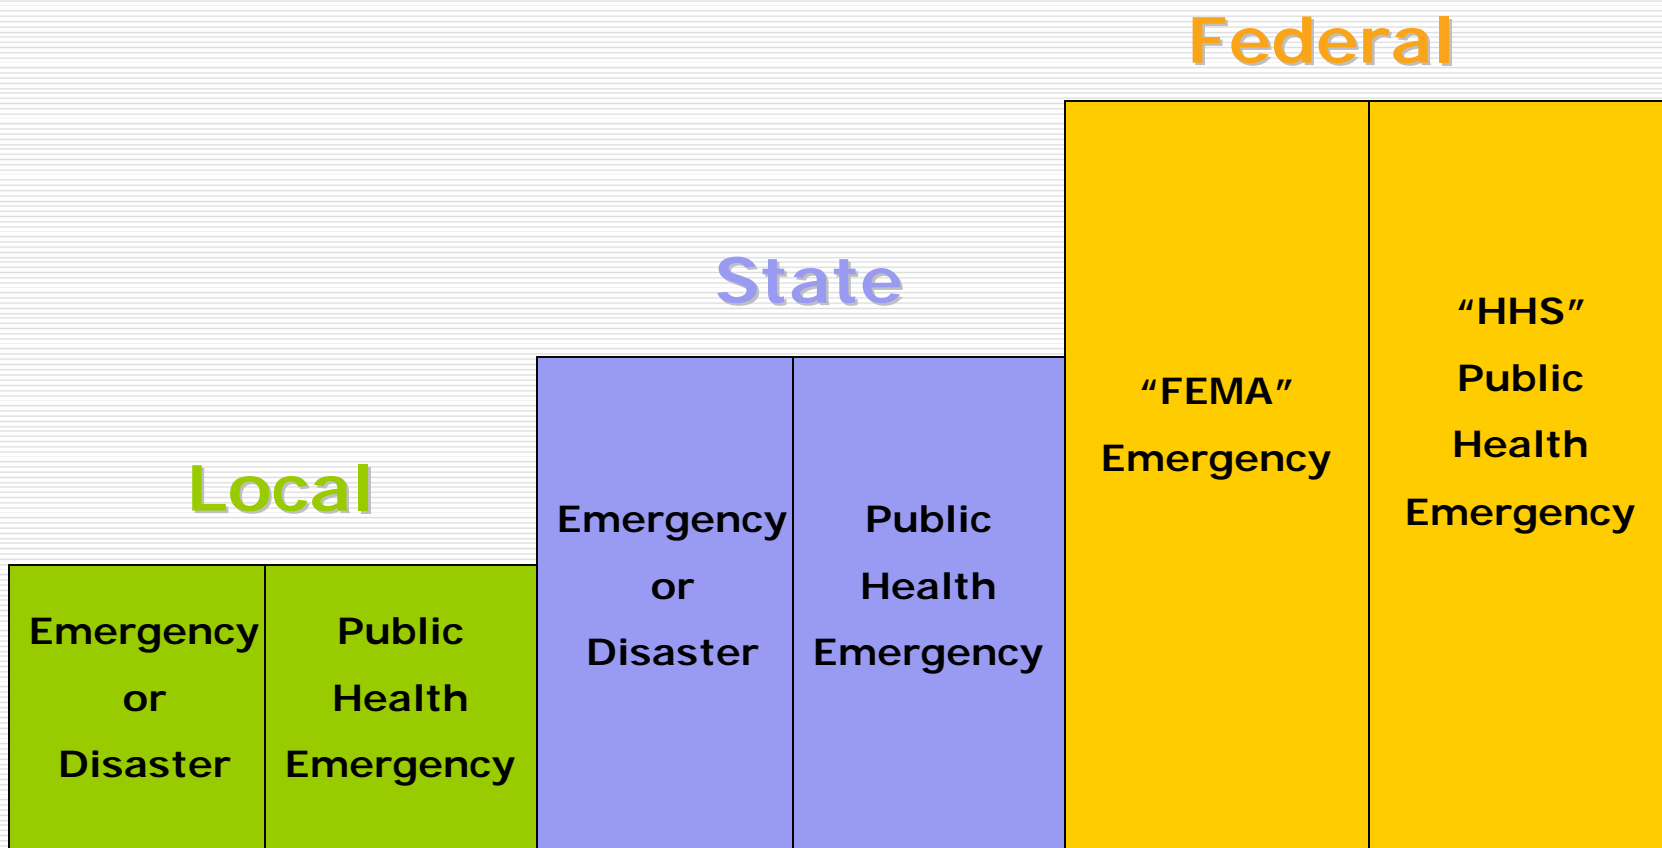 Federal
State
Local
Emergency
or
Disaster
Public
Health
Emergency
Emergency
or
Disaster
Public
Health
Emergency
“FEMA”
Emergency
“HHS”
Public
Health
Emergency